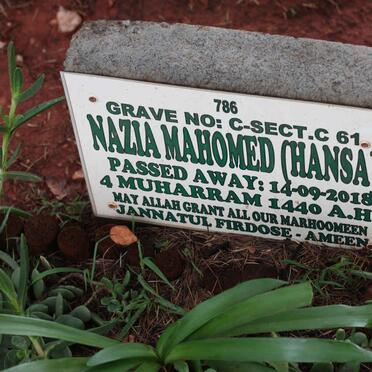 786
GRAVE NO: C-SECT.C 61
NAZIA MAHOMED (HANSA
PASSED AWAY: 14-09-2018
4 MUHARRAM 1440 A.H
MAY ALLAH GRANT ALL OUR MARHOOMEEN
JANNATUL FIRDOSE - AMEEN